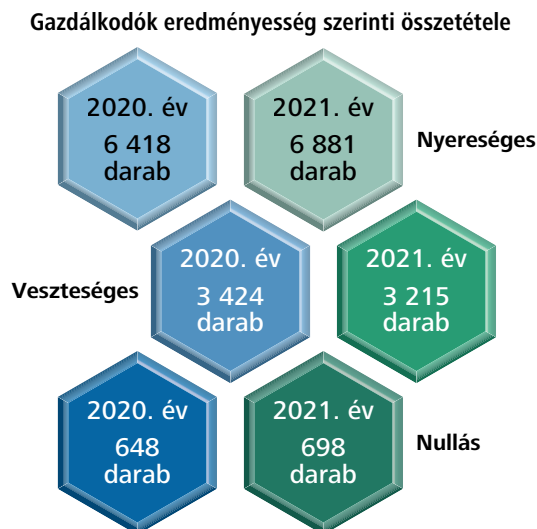 Gazdálkodók eredményesség szerinti összetétele
2020. év
6 418
darab
2021. év
6 881
darab
Nyereséges
Veszteséges
2020. év
3 424
darab
2021. év
3 215
darab
2020. év
648
darab
2021. év
698
darab
Nullás